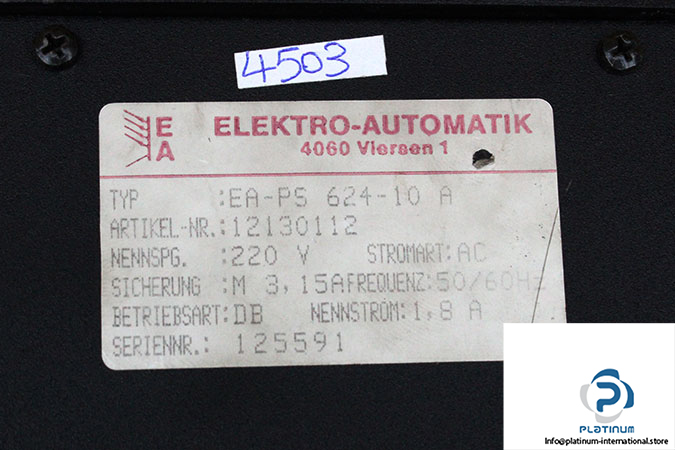 4503
EA ELEKTRO-AUTOMATIK
4060 Viersen 1
TYP :EA-PS 624-10 A
ARTIKEL-NR.:12130112
NENNSPG. :220 V STROMART:AC
SICHERUNG :M 3,15AFREQUENZ:50/60Hz
BETRIEBSART:DB NENNSTROM:1,8 A
SERIENNR.: 125591
P
PLATINUM
Info@platinum-international.store